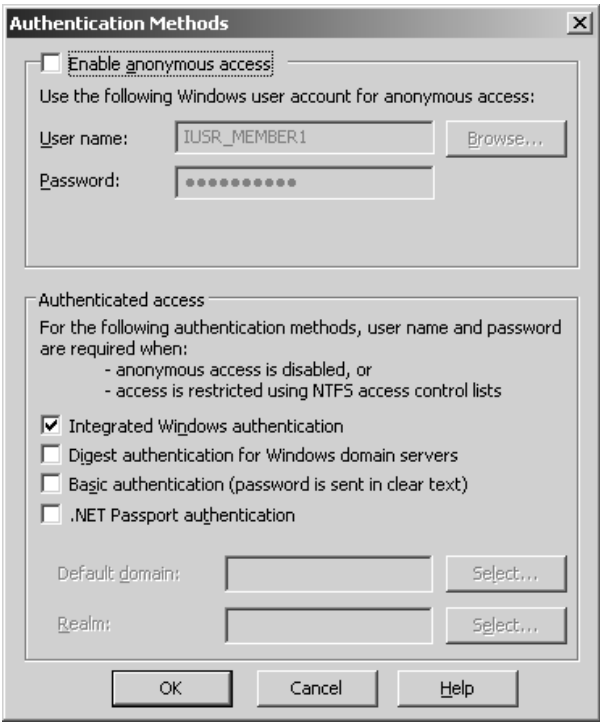 Authentication Methods
Enable anonymous access
Use the following Windows user account for anonymous access:
User name: IUSR_MEMBER1 Browse...
Password: ●●●●●●●●●●
Authenticated access
For the following authentication methods, user name and password
are required when:
- anonymous access is disabled, or
- access is restricted using NTFS access control lists
Integrated Windows authentication
Digest authentication for Windows domain servers
Basic authentication (password is sent in clear text)
.NET Passport authentication
Default domain: Select...
Realm: Select...
OK Cancel Help